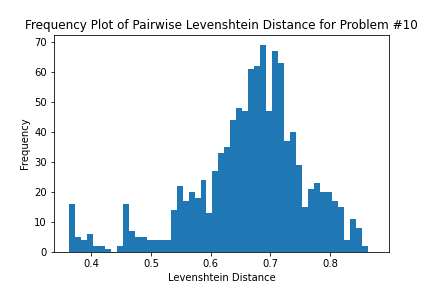 Frequency Plot of Pairwise Levenshtein Distance for Problem #10
70
60
50
40
30
20
10
0
Frequency
0.4 0.5 0.6 0.7 0.8
Levenshtein Distance